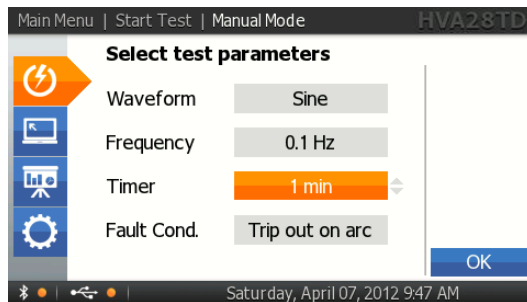 Main Menu | Start Test | Manual Mode HVA28TD
Select test parameters
Waveform Sine
Frequency 0.1 Hz
Timer 1 min
Fault Cond. Trip out on arc
OK
Saturday, April 07, 2012 9:47 AM